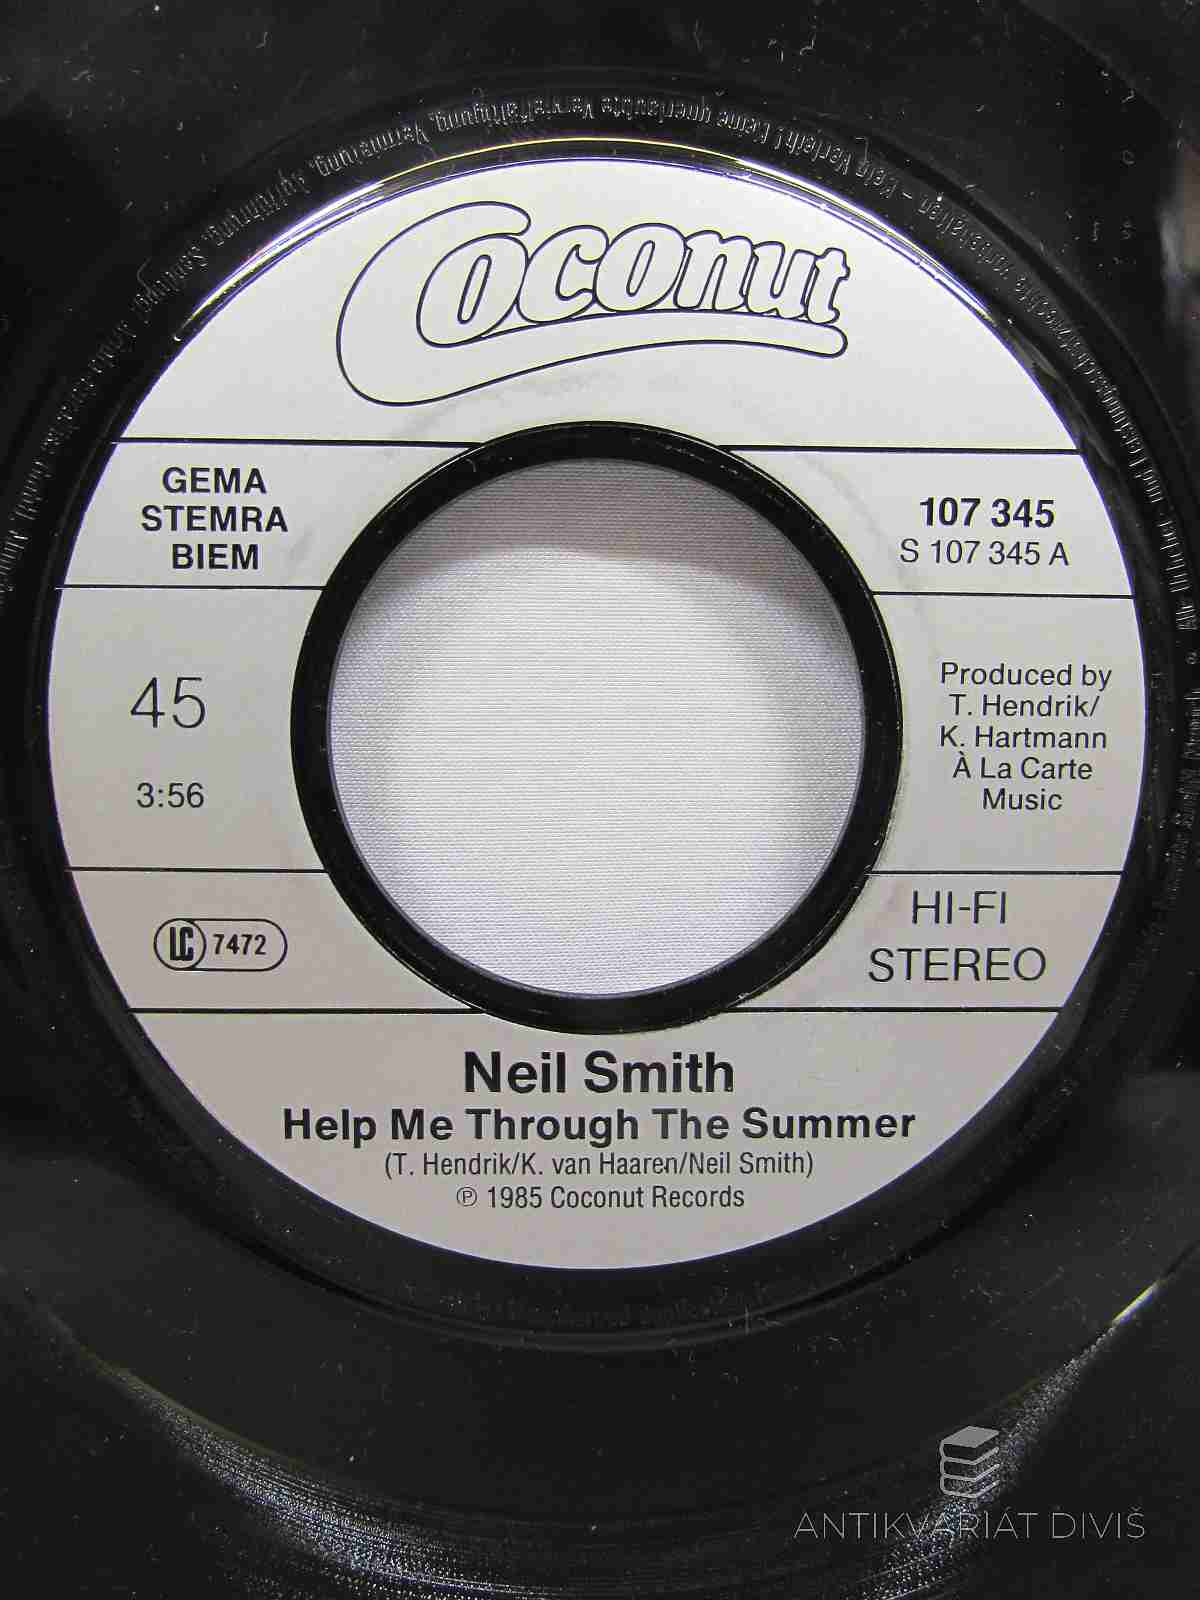 Coconut
GEMA
STEMRA
BIEM
107 345
S 107 345 A
45
3:56
Produced by
T. Hendrik/
K. Hartmann
À La Carte
Music
LC 7472
HI-FI
STEREO
Neil Smith
Help Me Through The Summer
(T. Hendrik/K. van Haaren/Neil Smith)
℗ 1985 Coconut Records
ANTIKVARIÁT DIVIŠ